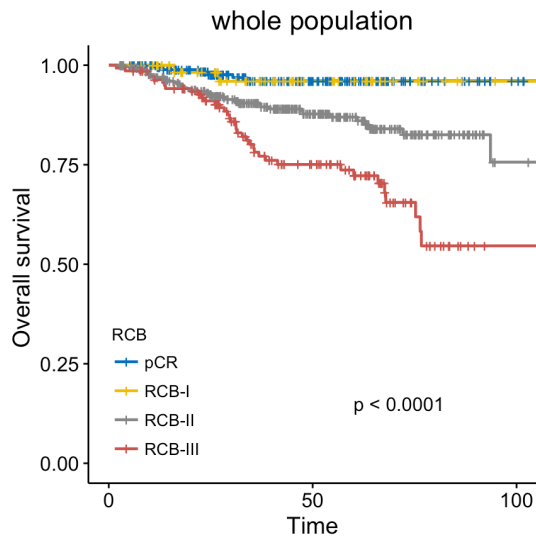 whole population
Overall survival
1.00
0.75
0.50
0.25
0.00
RCB
pCR
RCB-I
RCB-II
RCB-III
p < 0.0001
0
50
100
Time